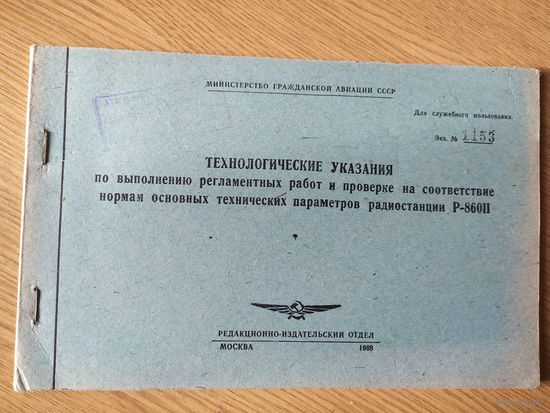 МИНИСТЕРСТВО ГРАЖДАНСКОЙ АВИАЦИИ СССР
Для служебного пользования.
Экз. № 1153
ТЕХНОЛОГИЧЕСКИЕ УКАЗАНИЯ
по выполнению регламентных работ и проверке на соответствие
нормам основных технических параметров радиостанции Р-860П
РЕДАКЦИОННО-ИЗДАТЕЛЬСКИЙ ОТДЕЛ
МОСКВА 1968